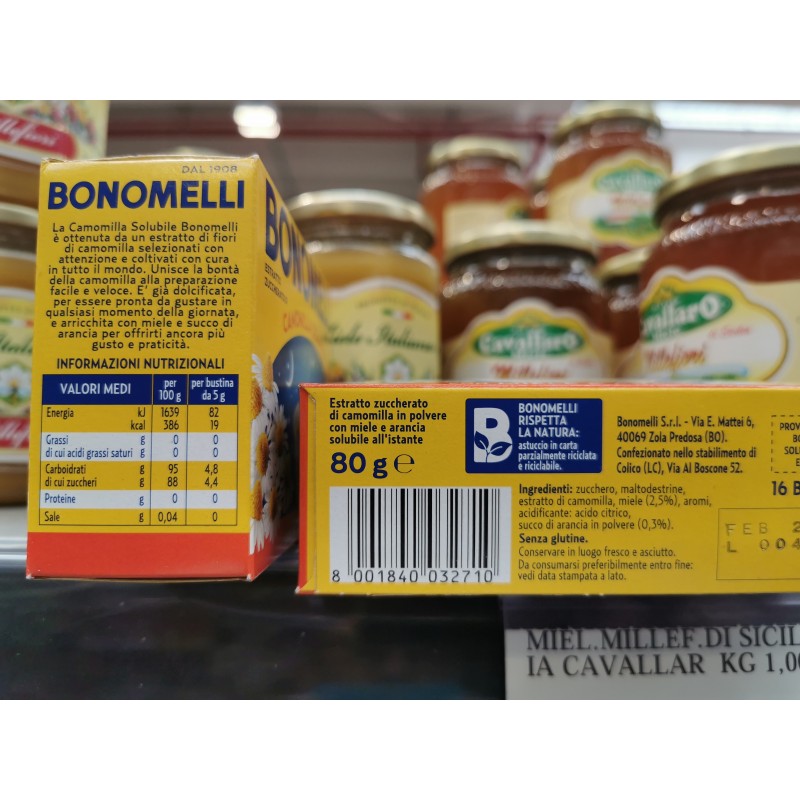 DAL 1908
BONOMELLI
La Camomilla Solubile Bonomelli
è ottenuta da un estratto di fiori
di camomilla selezionati con
attenzione e coltivati con cura
in tutto il mondo. Unisce la bontà
della camomilla alla preparazione
facile e veloce. E' già dolcificata,
per essere pronta da gustare in
qualsiasi momento della giornata,
e arricchita con miele e succo di
arancia per offrirti ancora più
gusto e praticità.
INFORMAZIONI NUTRIZIONALI
VALORI MEDI per 100 g per bustina da 5 g
Energia kJ 1639 82
kcal 386 19
Grassi g 0 0
di cui acidi grassi saturi g 0 0
Carboidrati g 95 4,8
di cui zuccheri g 88 4,4
Proteine g 0 0
Sale g 0,04 0
Estratto zuccherato
di camomilla in polvere
con miele e arancia
solubile all'istante
80 g e
8 001840 032710
B
BONOMELLI
RISPETTA
LA NATURA:
astuccio in carta
parzialmente riciclata
e riciclabile.
Bonomelli S.r.l. - Via E. Mattei 6,
40069 Zola Predosa (BO).
Confezionato nello stabilimento di
Colico (LC), Via Al Boscone 52.
Ingredienti: zucchero, maltodestrine,
estratto di camomilla, miele (2,5%), aromi,
acidificante: acido citrico,
succo di arancia in polvere (0,3%).
Senza glutine.
Conservare in luogo fresco e asciutto.
Da consumarsi preferibilmente entro fine:
vedi data stampata a lato.
16 B
FEB 2
L 004
Cavallaro
MIEL.MILLEF.DI SICIL
IA CAVALLAR KG 1,00